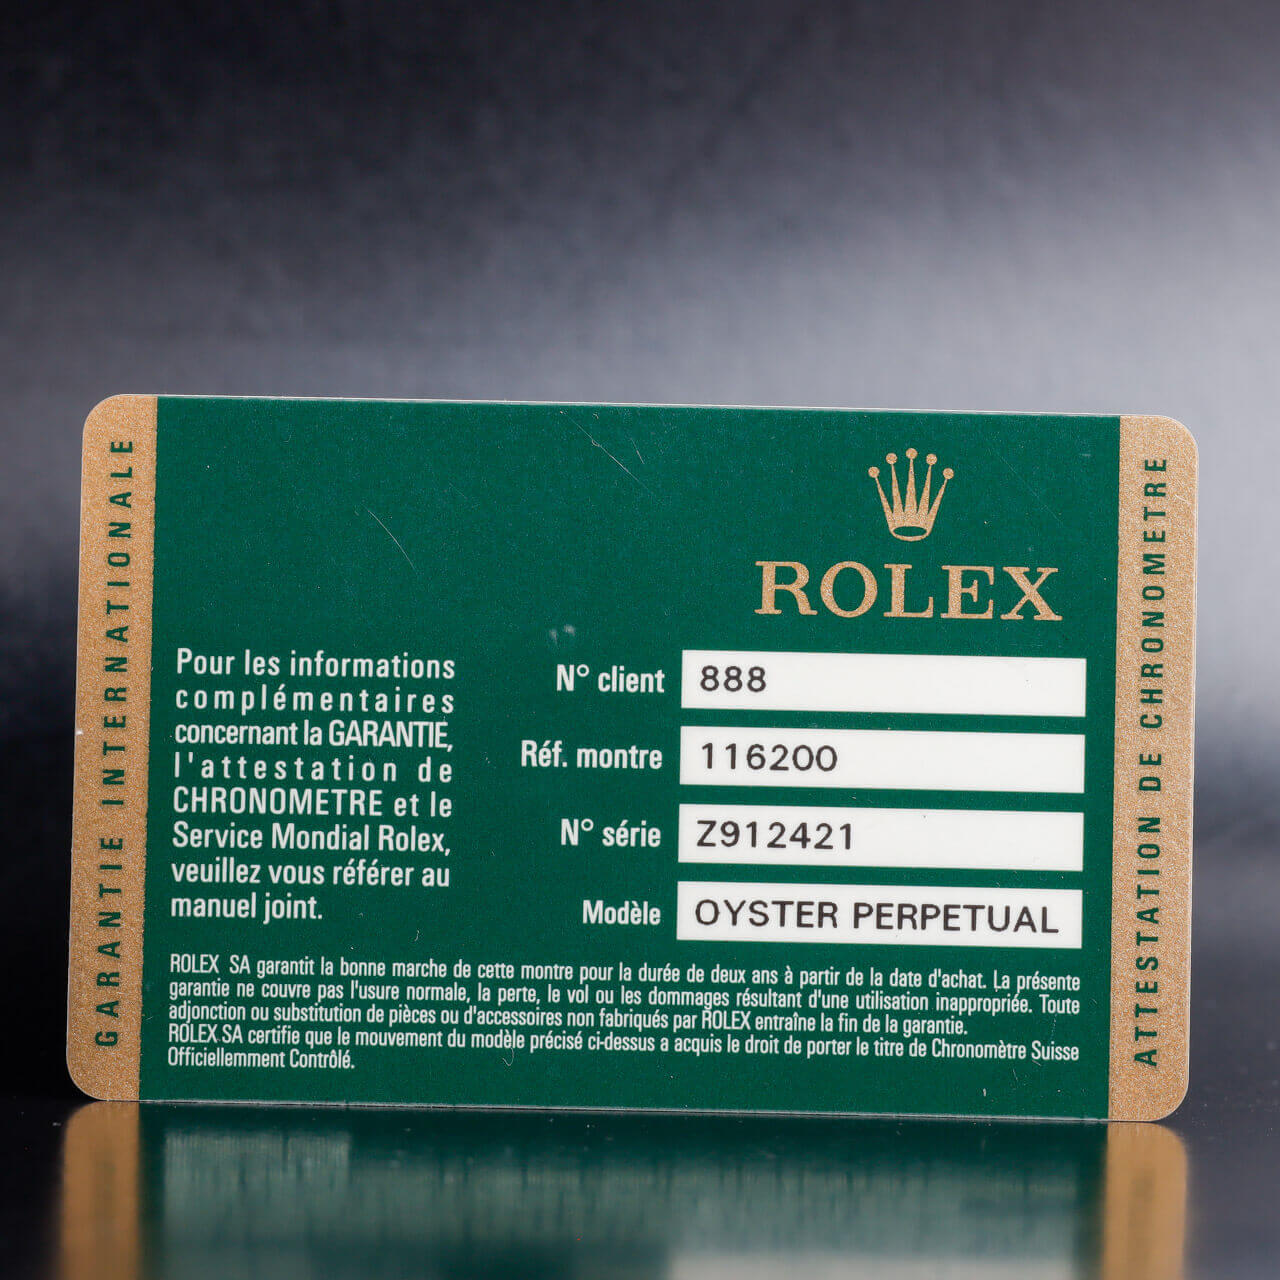 GARANTIE INTERNATIONALE
ROLEX
Pour les informations
complémentaires
concernant la GARANTIE,
l'attestation de
CHRONOMETRE et le
Service Mondial Rolex,
veuillez vous référer au
manuel joint.
N° client 888
Réf. montre 116200
N° série Z912421
Modèle OYSTER PERPETUAL
ROLEX SA garantit la bonne marche de cette montre pour la durée de deux ans à partir de la date d'achat. La présente
garantie ne couvre pas l'usure normale, la perte, le vol ou les dommages résultant d'une utilisation inappropriée. Toute
adjonction ou substitution de pièces ou d'accessoires non fabriqués par ROLEX entraîne la fin de la garantie.
ROLEX SA certifie que le mouvement du modèle précisé ci-dessus a acquis le droit de porter le titre de Chronomètre Suisse
Officiellemment Contrôlé.
ATTESTATION DE CHRONOMETRE